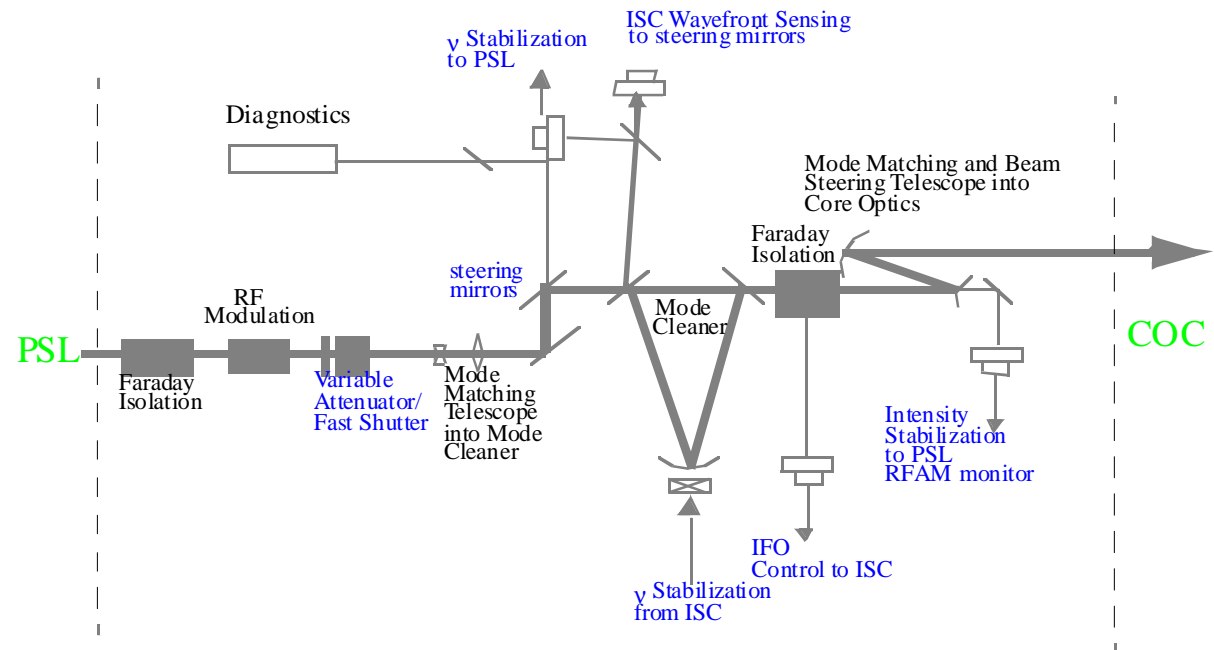 ISC Wavefront Sensing
to steering mirrors
ν Stabilization
to PSL
Diagnostics
Mode Matching and Beam
Steering Telescope into
Core Optics
Faraday
Isolation
steering
mirrors
RF
Modulation
Mode
Cleaner
PSL
COC
Faraday
Isolation
Variable
Attenuator/
Fast Shutter
Mode
Matching
Telescope
into Mode
Cleaner
Intensity
Stabilization
to PSL
RFAM monitor
IFO
Control to ISC
ν Stabilization
from ISC